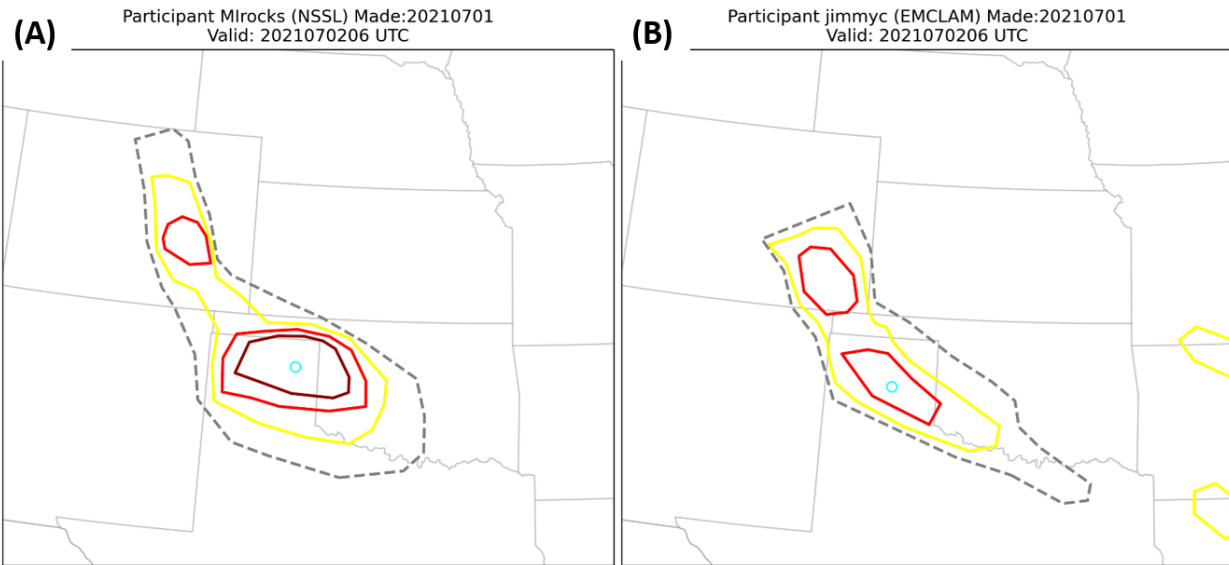 (A)
Participant MIrocks (NSSL) Made:20210701
Valid: 2021070206 UTC
(B)
Participant jimmyc (EMCLAM) Made:20210701
Valid: 2021070206 UTC